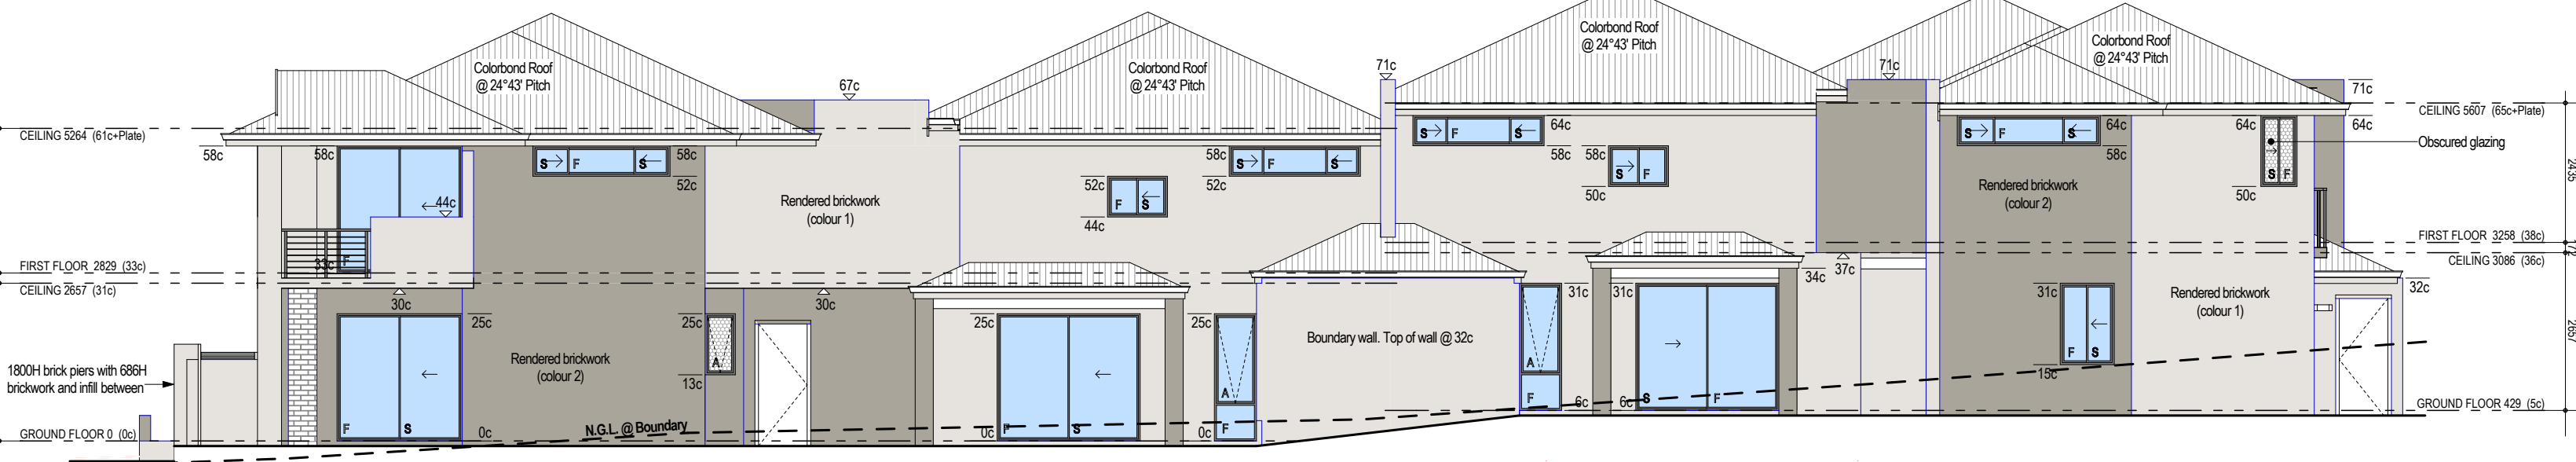 Colorbond Roof
@ 24°43' Pitch
Colorbond Roof
@ 24°43' Pitch
Colorbond Roof
@ 24°43' Pitch
Colorbond Roof
@ 24°43' Pitch
67c
71c
71c
71c
CEILING 5264 (61c+Plate)
CEILING 5607 (65c+Plate)
58c
58c
S F S
58c
52c
58c
52c
S F S
S F S
64c
58c
S F S
64c
58c
64c
64c
Obscured glazing
S F
50c
2435
44c
F
33c
Rendered brickwork
(colour 1)
52c
44c
F S
58c
50c
S F
Rendered brickwork
(colour 2)
FIRST FLOOR 2829 (33c)
CEILING 2657 (31c)
FIRST FLOOR 3258 (38c)
CEILING 3086 (36c)
172
30c
30c
37c
34c
32c
25c
25c
13c
A
25c
25c
31c
31c
31c
15c
F S
Rendered brickwork
(colour 2)
Boundary wall. Top of wall @ 32c
Rendered brickwork
(colour 1)
2657
1800H brick piers with 686H
brickwork and infill between
F S
0c
N.G.L. @ Boundary
0c
F S
0c
A
F
A
F
6c
6c
S F
GROUND FLOOR 0 (0c)
GROUND FLOOR 429 (5c)